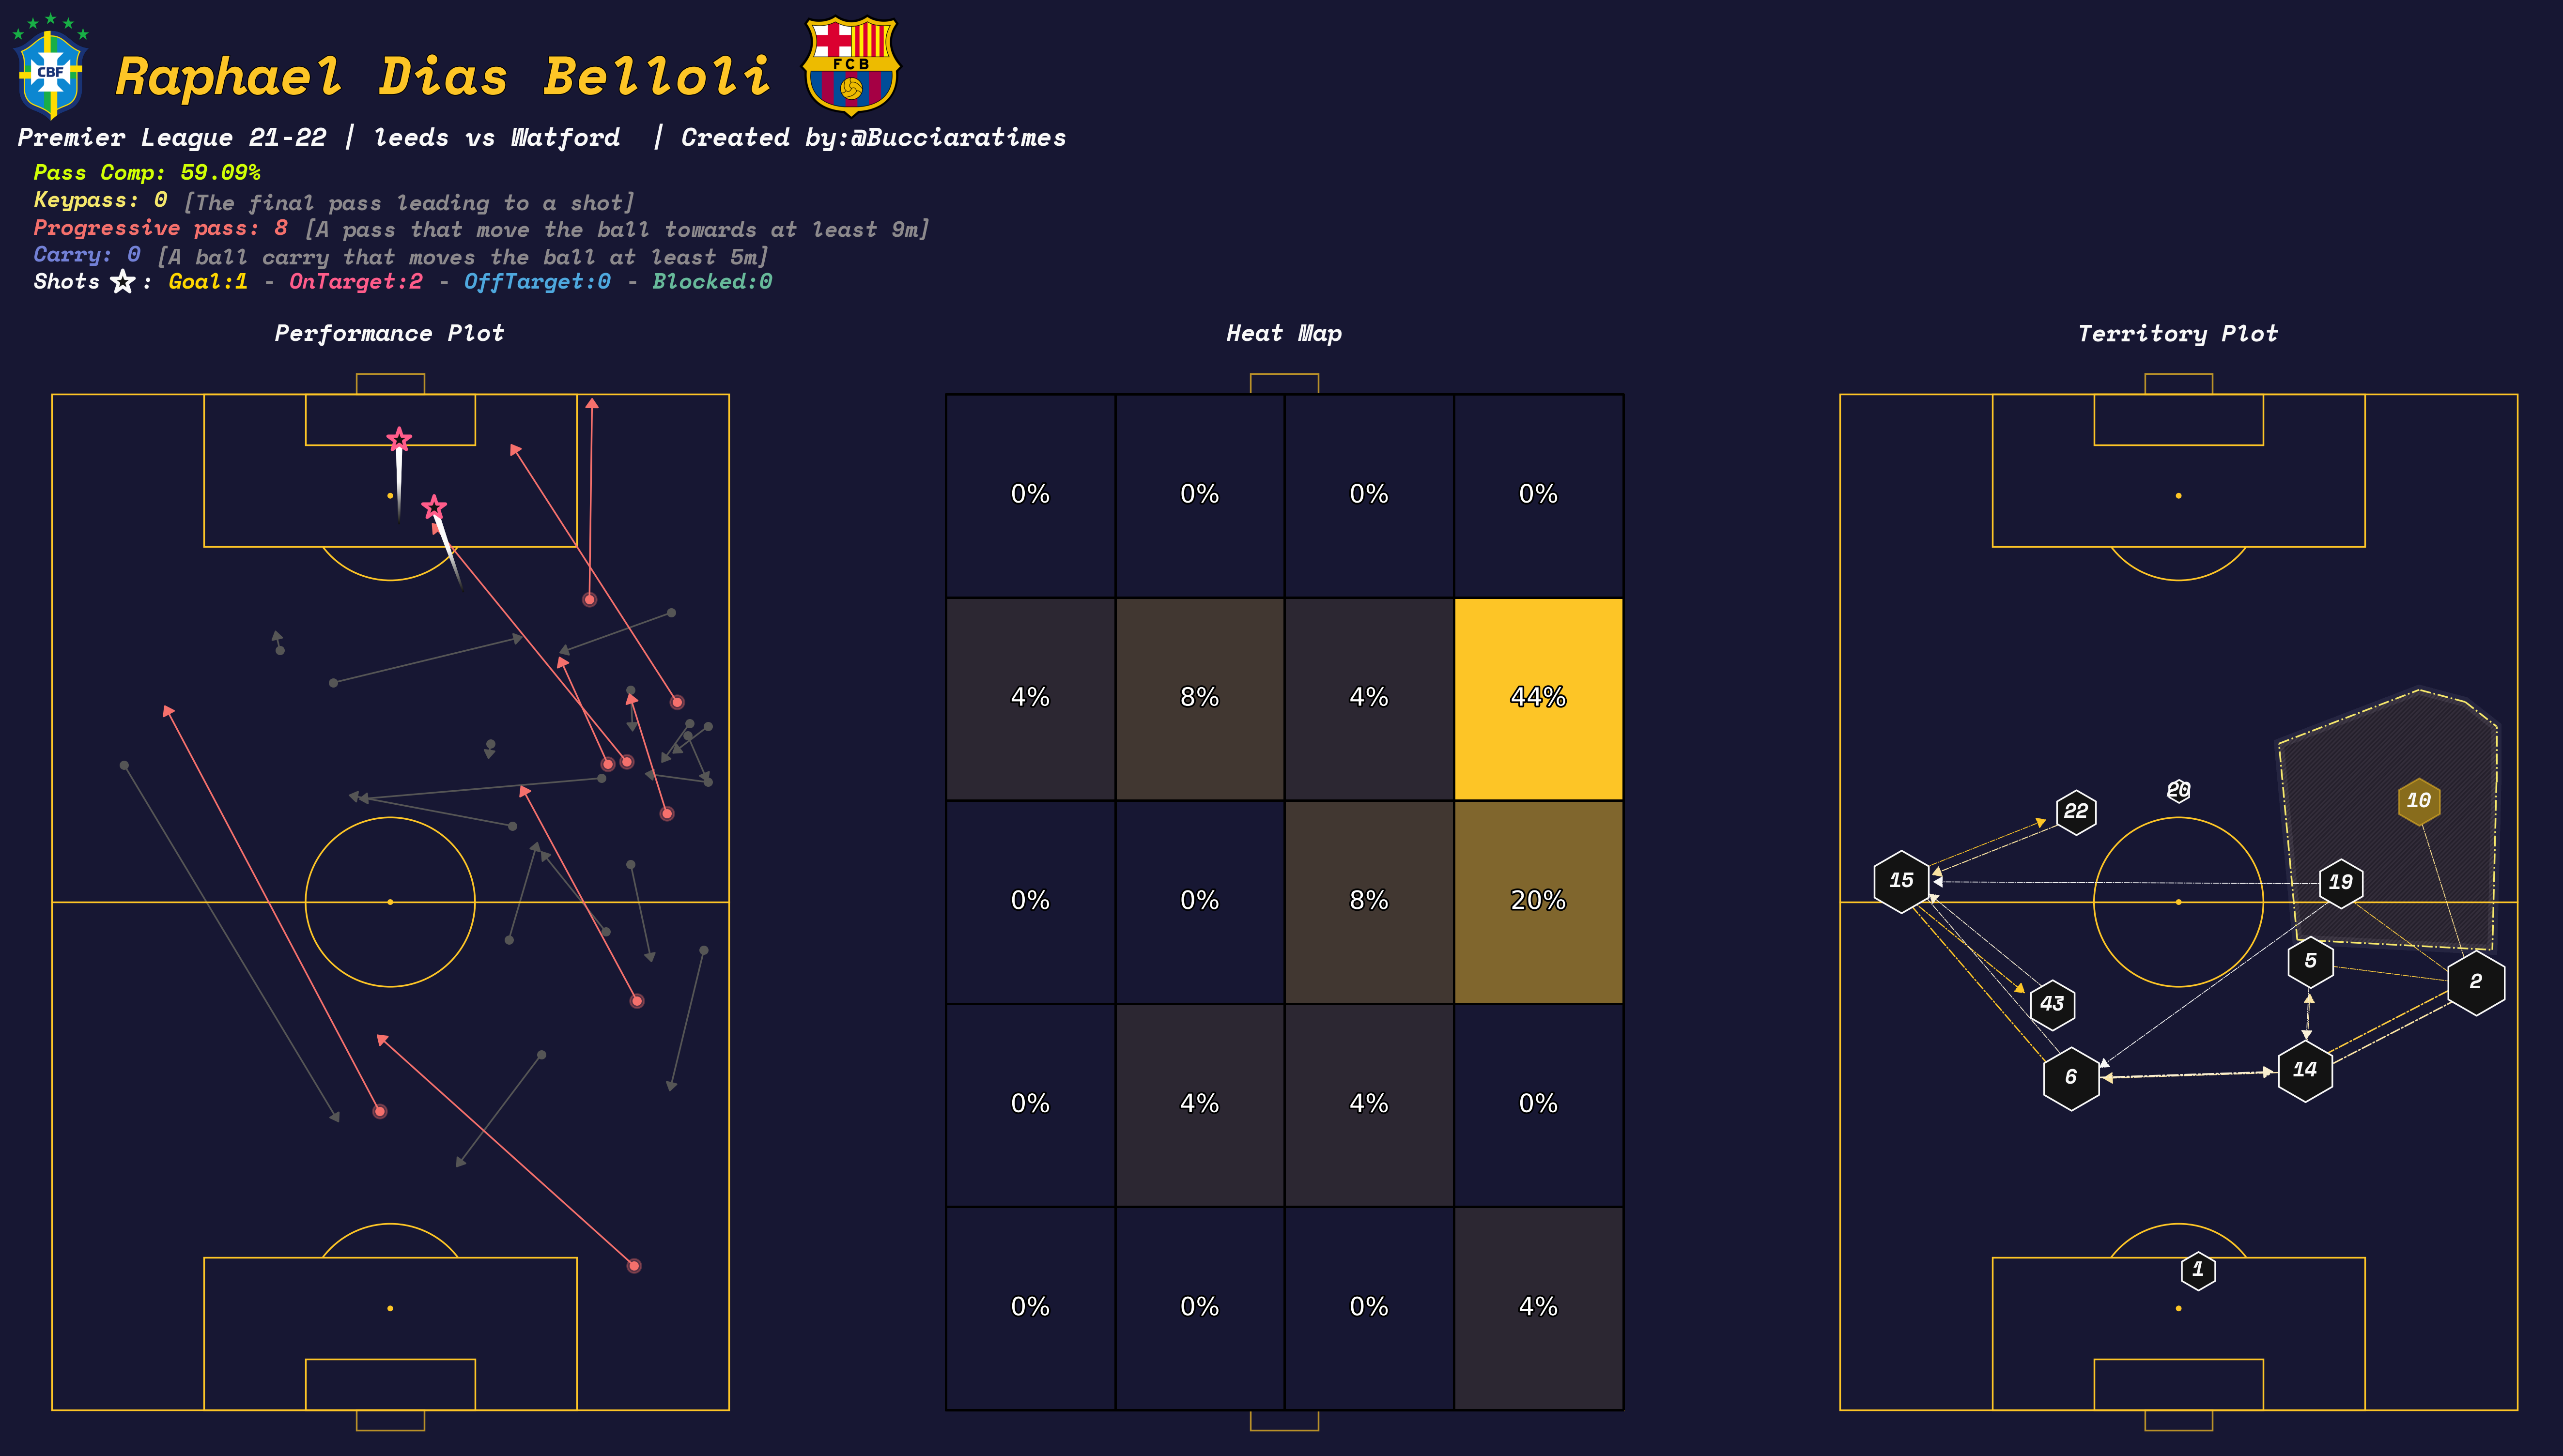 CBF
Raphael Dias Belloli
FCB
Premier League 21-22 | leeds vs Watford | Created by:@Bucciaratimes
Pass Comp: 59.09%
Keypass: 0 [The final pass leading to a shot]
Progressive pass: 8 [A pass that move the ball towards at least 9m]
Carry: 0 [A ball carry that moves the ball at least 5m]
Shots : Goal:1 - OnTarget:2 - OffTarget:0 - Blocked:0
Performance Plot
Heat Map
Territory Plot
0% 0% 0% 0%
4% 8% 4% 44%
0% 0% 8% 20%
0% 4% 4% 0%
0% 0% 0% 4%
20
10
22
15
19
5
2
43
14
6
1